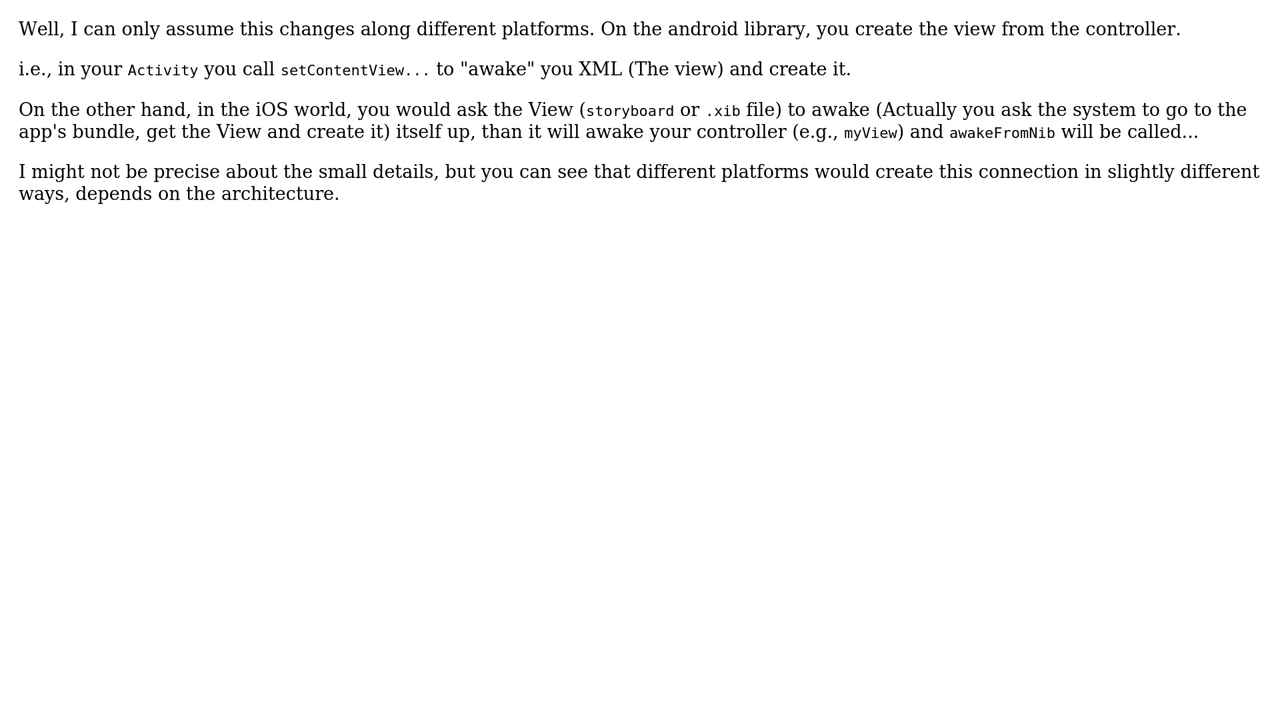 Well, I can only assume this changes along different platforms. On the android library, you create the view from the controller.
i.e., in your Activity you call setContentView... to "awake" you XML (The view) and create it.
On the other hand, in the iOS world, you would ask the View (storyboard or .xib file) to awake (Actually you ask the system to go to the
app's bundle, get the View and create it) itself up, than it will awake your controller (e.g., myView) and awakeFromNib will be called...
I might not be precise about the small details, but you can see that different platforms would create this connection in slightly different
ways, depends on the architecture.